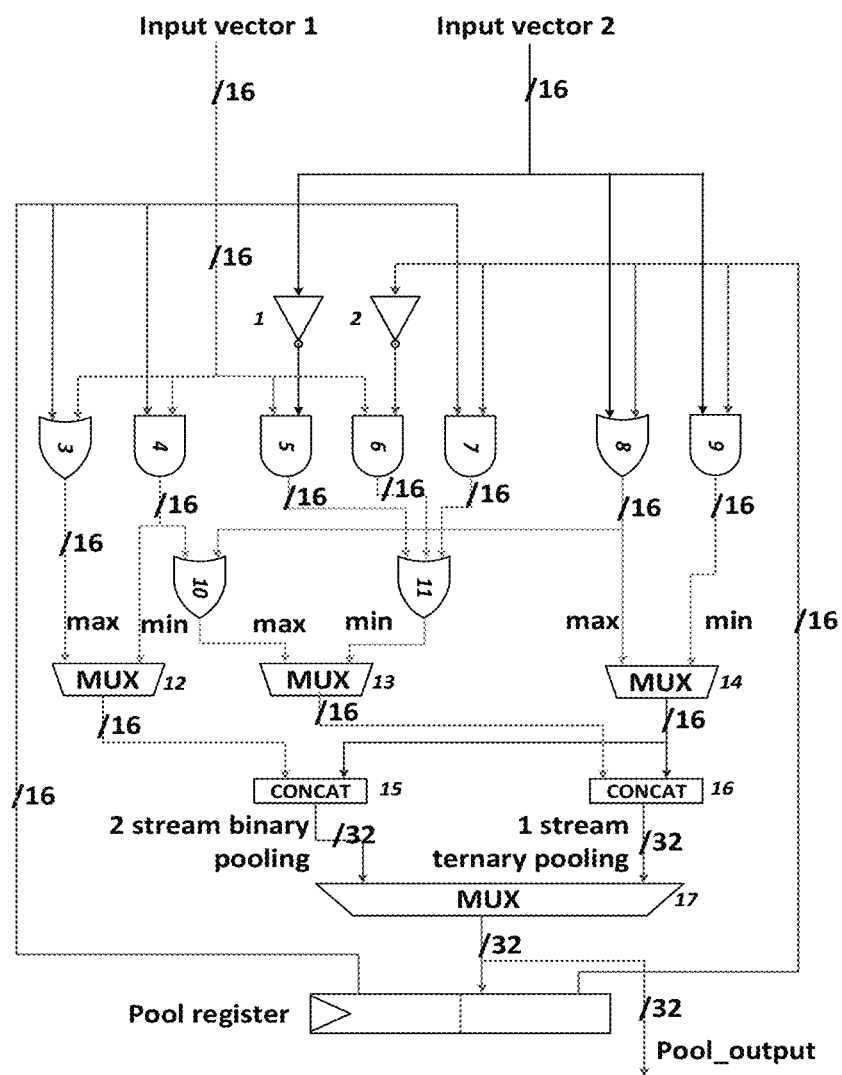 Input vector 1
Input vector 2
/16
/16
/16
1
2
3
4
5
6
7
8
9
/16
/16
/16
/16
/16
/16
/16
10
11
max
min
max
min
max
min
/16
MUX
12
MUX
13
MUX
14
/16
/16
/16
/16
CONCAT
15
CONCAT
16
2 stream binary
pooling
/32
1 stream
ternary pooling
/32
MUX
17
/32
Pool register
/32
Pool_output